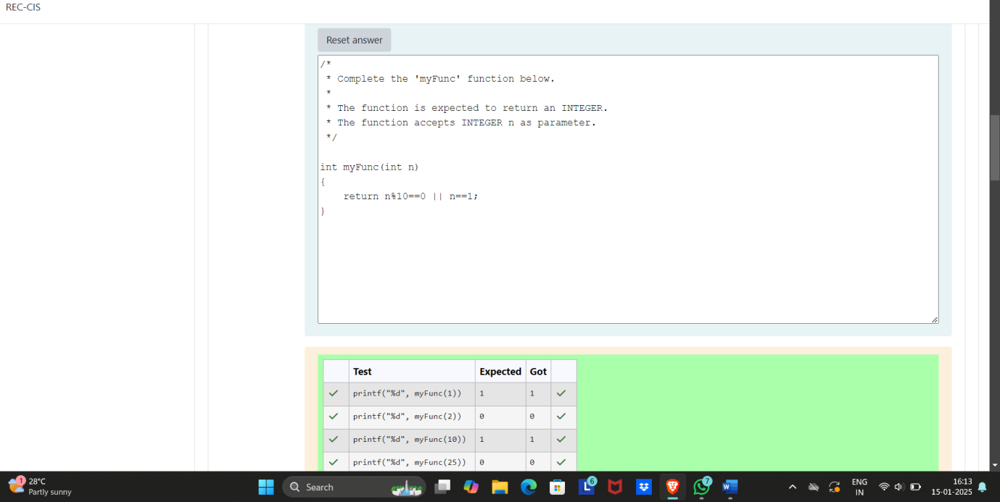 REC-CIS
Reset answer
/*
 * Complete the 'myFunc' function below.
 *
 * The function is expected to return an INTEGER.
 * The function accepts INTEGER n as parameter.
 */
int myFunc(int n)
{
    return n%10==0 || n==1;
}
Test Expected Got
printf("%d", myFunc(1)) 1 1
printf("%d", myFunc(2)) 0 0
printf("%d", myFunc(10)) 1 1
printf("%d", myFunc(25)) 0 0
1
28°C
Partly sunny
Search
L
6
7
W
ENG
IN
16:13
15-01-2025